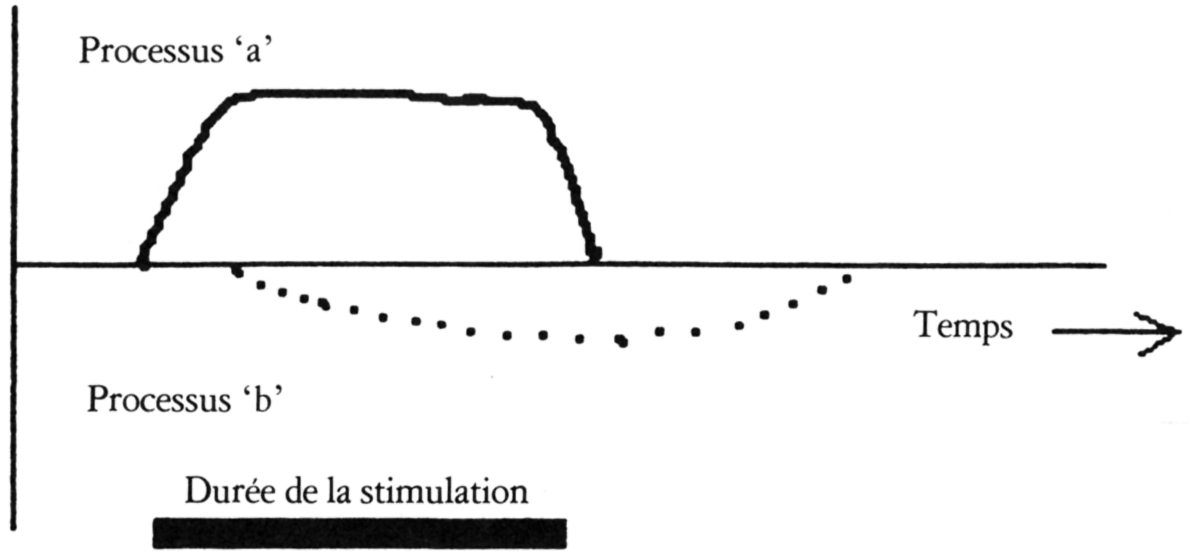 Processus ‘a’
Temps
Processus ‘b’
Durée de la stimulation